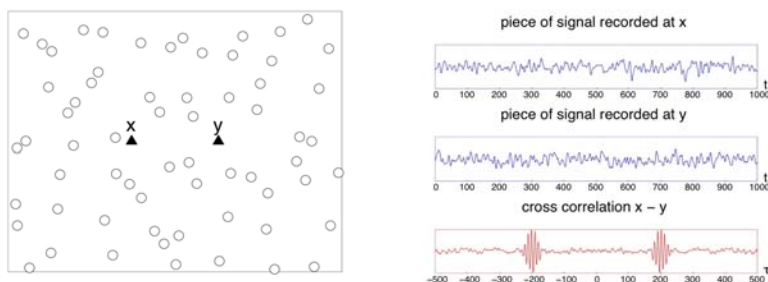 x
y
piece of signal recorded at x
0 100 200 300 400 500 600 700 800 900 1000
t
piece of signal recorded at y
0 100 200 300 400 500 600 700 800 900 1000
t
cross correlation x − y
−500 −400 −300 −200 −100 0 100 200 300 400 500
τ